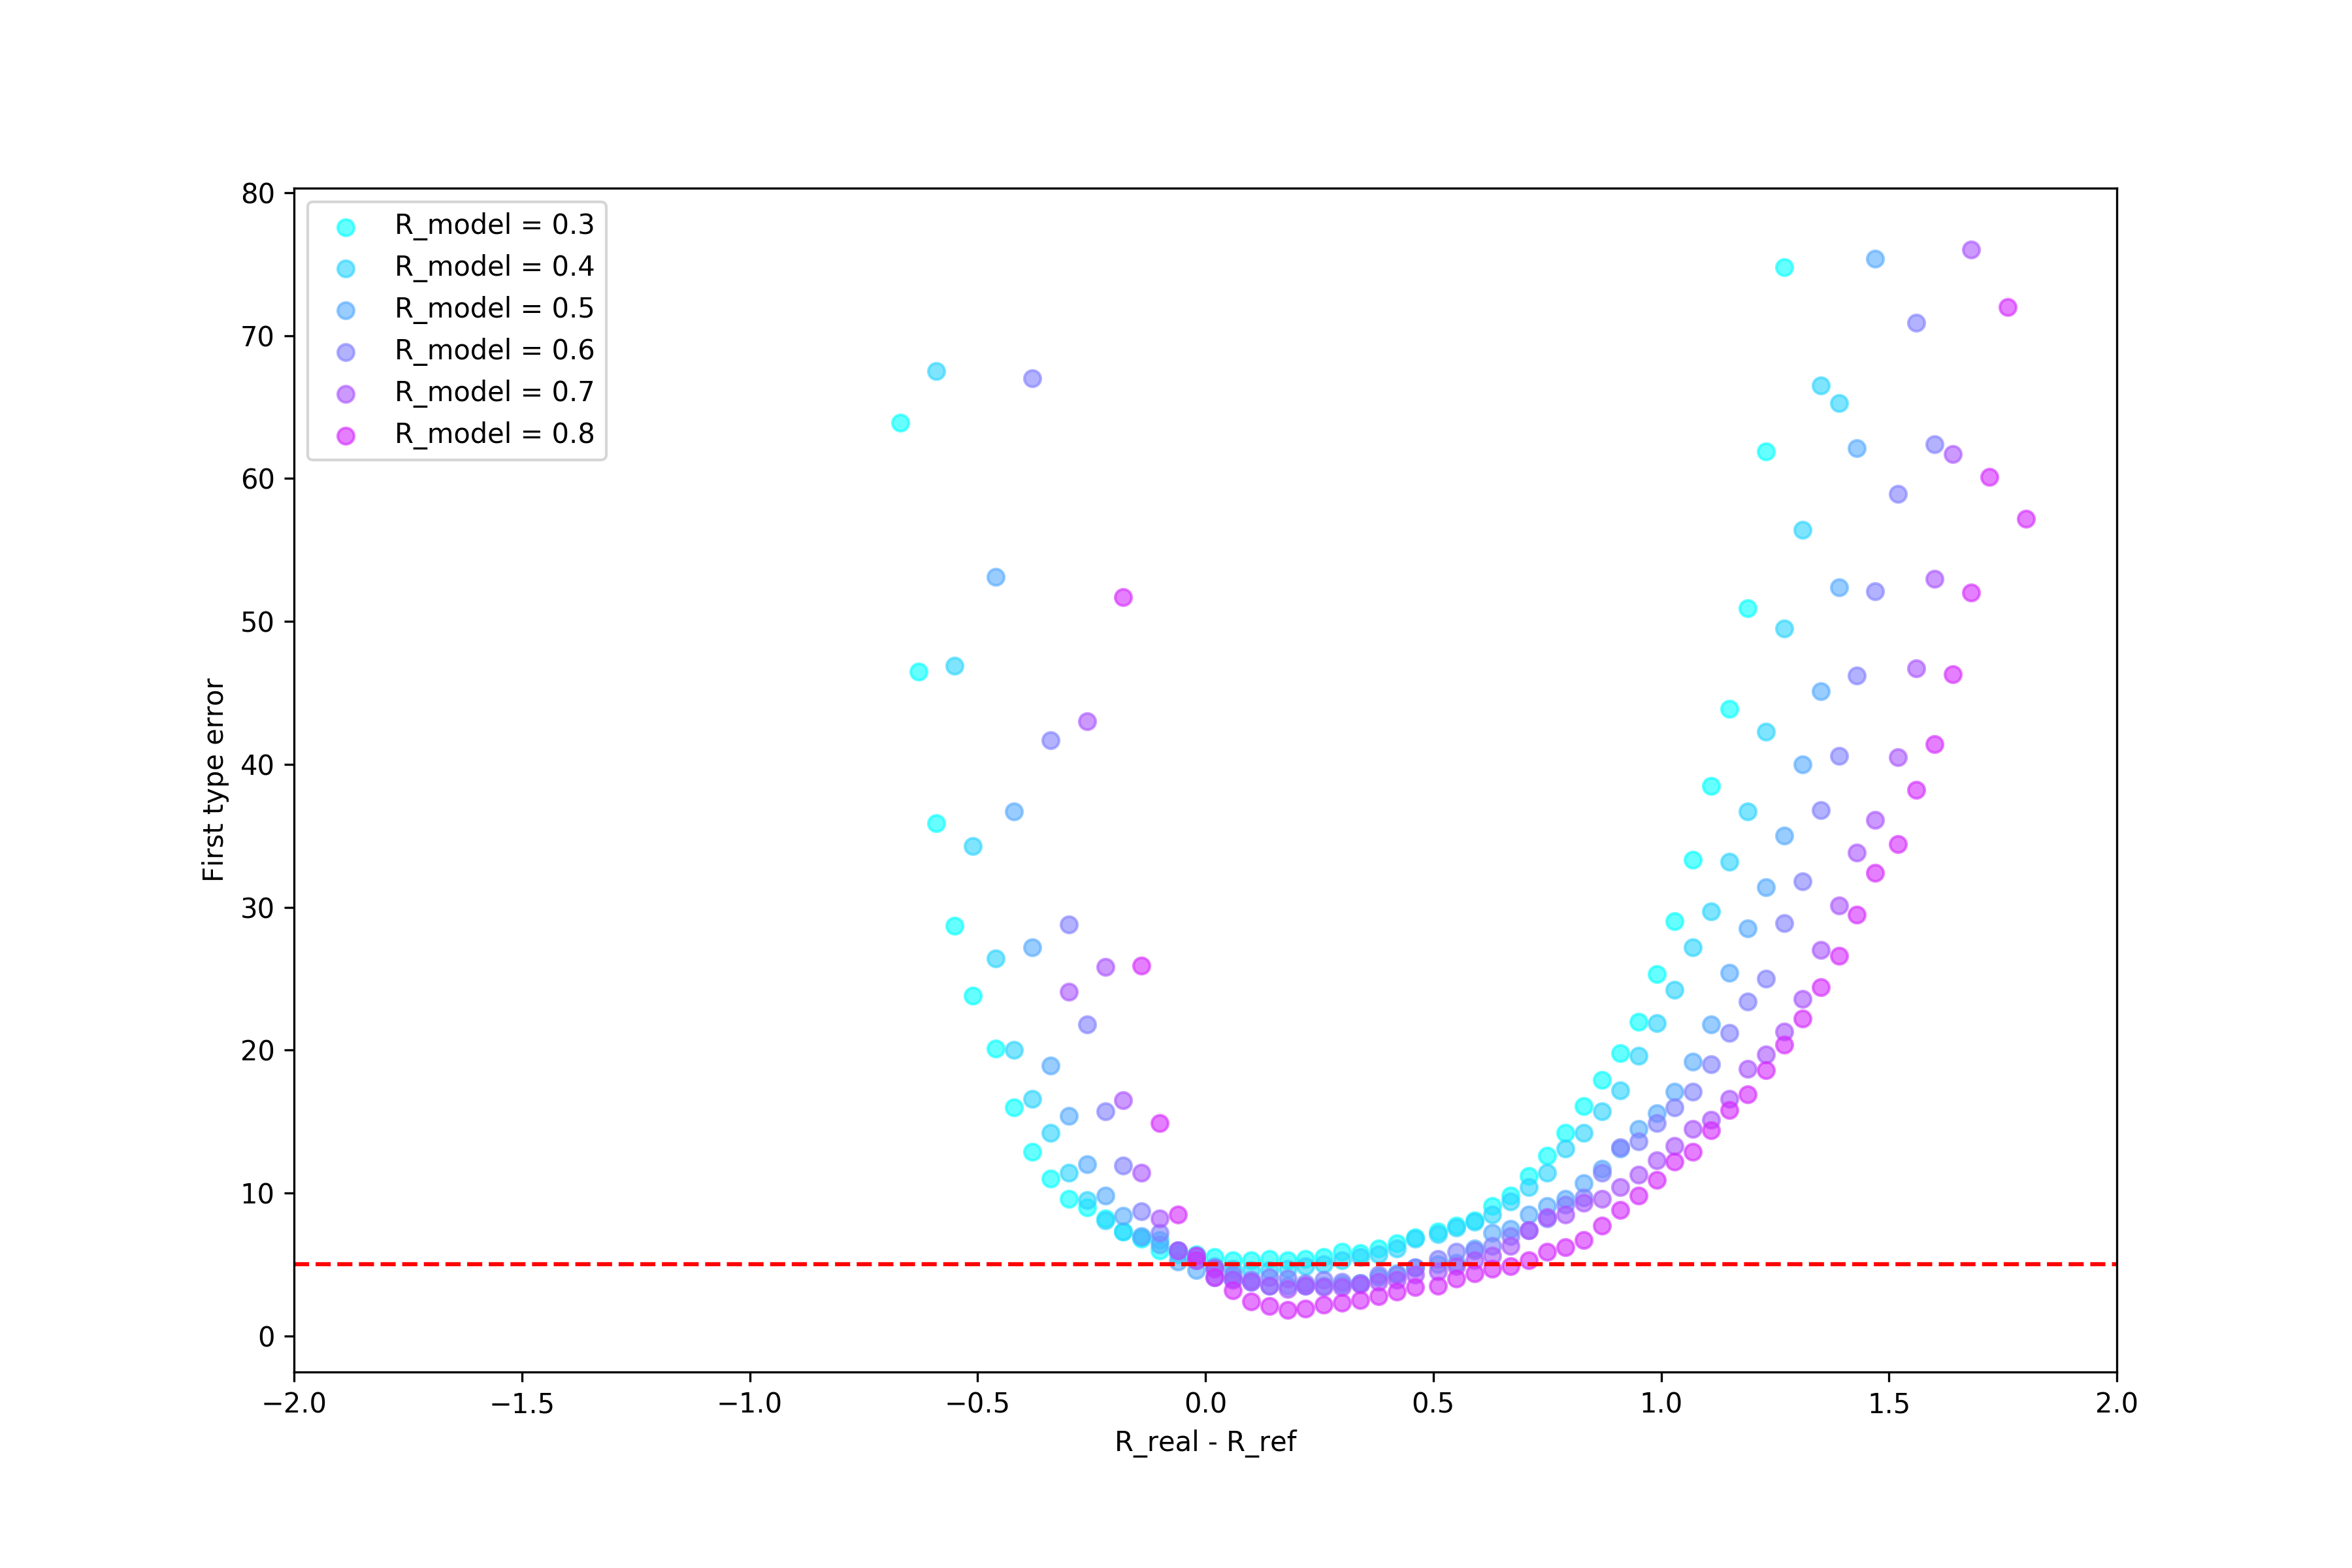 80
70
60
50
40
30
20
10
0
First type error
R_model = 0.3
R_model = 0.4
R_model = 0.5
R_model = 0.6
R_model = 0.7
R_model = 0.8
−2.0 −1.5 −1.0 −0.5 0.0 0.5 1.0 1.5 2.0
R_real - R_ref